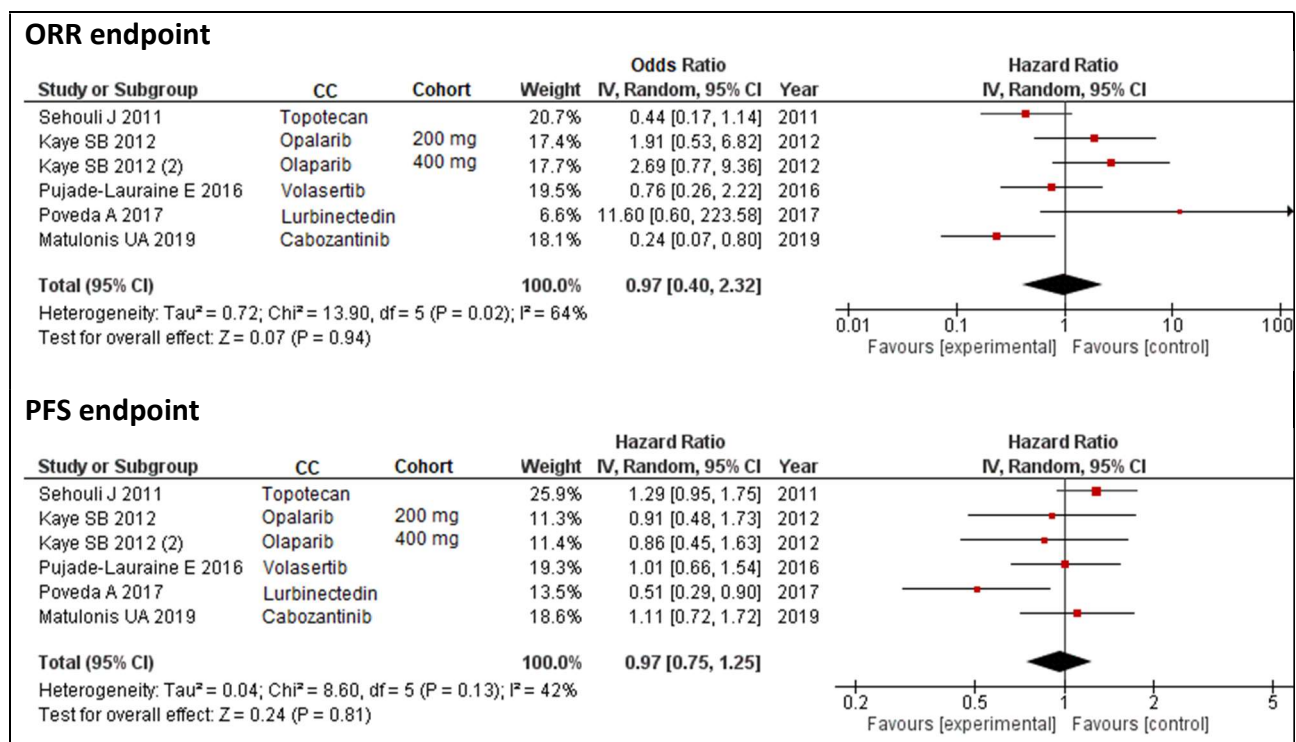 ORR endpoint
Odds Ratio Hazard Ratio
Study or Subgroup CC Cohort Weight IV, Random, 95% CI Year IV, Random, 95% CI
Sehouli J 2011 Topotecan 20.7% 0.44 [0.17, 1.14] 2011
Kaye SB 2012 Opalarib 200 mg 17.4% 1.91 [0.53, 6.82] 2012
Kaye SB 2012 (2) Olaparib 400 mg 17.7% 2.69 [0.77, 9.36] 2012
Pujade-Lauraine E 2016 Volasertib 19.5% 0.76 [0.26, 2.22] 2016
Poveda A 2017 Lurbinectedin 6.6% 11.60 [0.60, 223.58] 2017
Matulonis UA 2019 Cabozantinib 18.1% 0.24 [0.07, 0.80] 2019
Total (95% CI) 100.0% 0.97 [0.40, 2.32]
Heterogeneity: Tau² = 0.72; Chi² = 13.90, df = 5 (P = 0.02); I² = 64%
Test for overall effect: Z = 0.07 (P = 0.94)
0.01 0.1 1 10 100
Favours [experimental] Favours [control]
PFS endpoint
Hazard Ratio Hazard Ratio
Study or Subgroup CC Cohort Weight IV, Random, 95% CI Year IV, Random, 95% CI
Sehouli J 2011 Topotecan 25.9% 1.29 [0.95, 1.75] 2011
Kaye SB 2012 Opalarib 200 mg 11.3% 0.91 [0.48, 1.73] 2012
Kaye SB 2012 (2) Olaparib 400 mg 11.4% 0.86 [0.45, 1.63] 2012
Pujade-Lauraine E 2016 Volasertib 19.3% 1.01 [0.66, 1.54] 2016
Poveda A 2017 Lurbinectedin 13.5% 0.51 [0.29, 0.90] 2017
Matulonis UA 2019 Cabozantinib 18.6% 1.11 [0.72, 1.72] 2019
Total (95% CI) 100.0% 0.97 [0.75, 1.25]
Heterogeneity: Tau² = 0.04; Chi² = 8.60, df = 5 (P = 0.13); I² = 42%
Test for overall effect: Z = 0.24 (P = 0.81)
0.2 0.5 1 2 5
Favours [experimental] Favours [control]